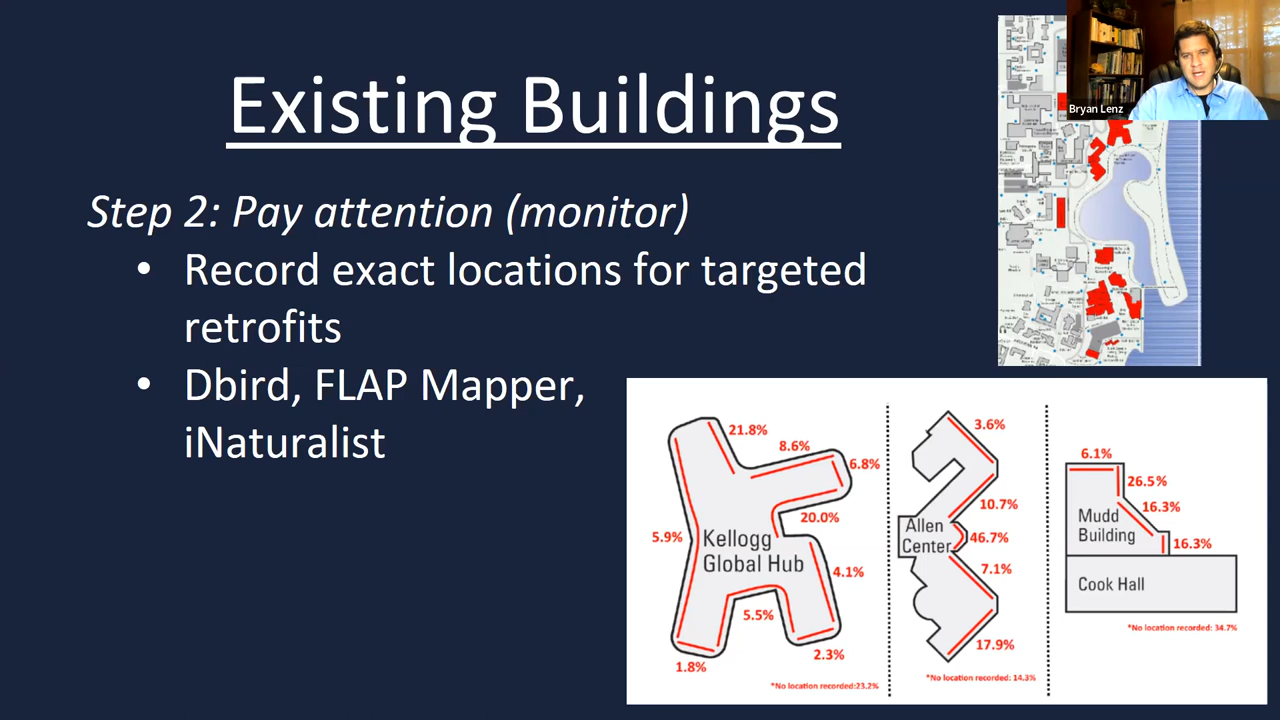 Existing Buildings
Bryan Lenz
Step 2: Pay attention (monitor)
• Record exact locations for targeted
retrofits
• Dbird, FLAP Mapper,
iNaturalist
21.8%
8.6%
6.8%
20.0%
5.9%
Kellogg
Global Hub
4.1%
5.5%
2.3%
1.8%
*No location recorded:23.2%
3.6%
10.7%
Allen
Center
46.7%
7.1%
17.9%
*No location recorded: 14.3%
6.1%
26.5%
16.3%
Mudd
Building
16.3%
Cook Hall
*No location recorded: 34.7%